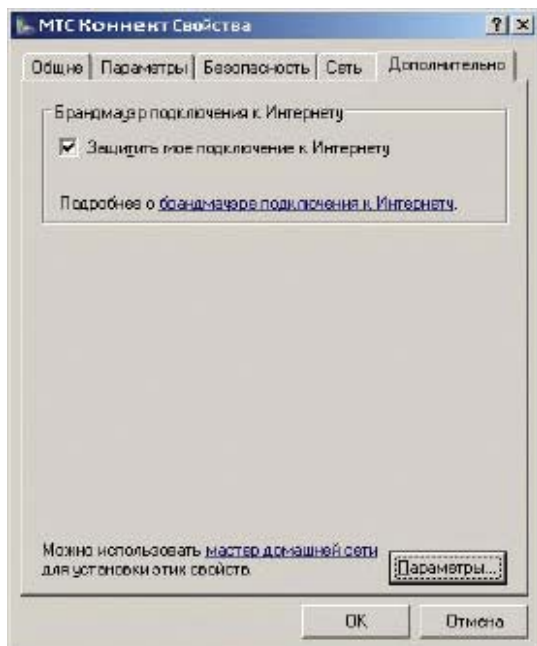 МТС Коннект Свойства
Общие Параметры Безопасность Сеть Дополнительно
Брандмауэр подключения к Интернету
Защитить мое подключение к Интернету
Подробнее о брандмауэре подключения к Интернету.
Можно использовать мастер домашней сети
для установки этих свойств.
Параметры...
ОК Отмена